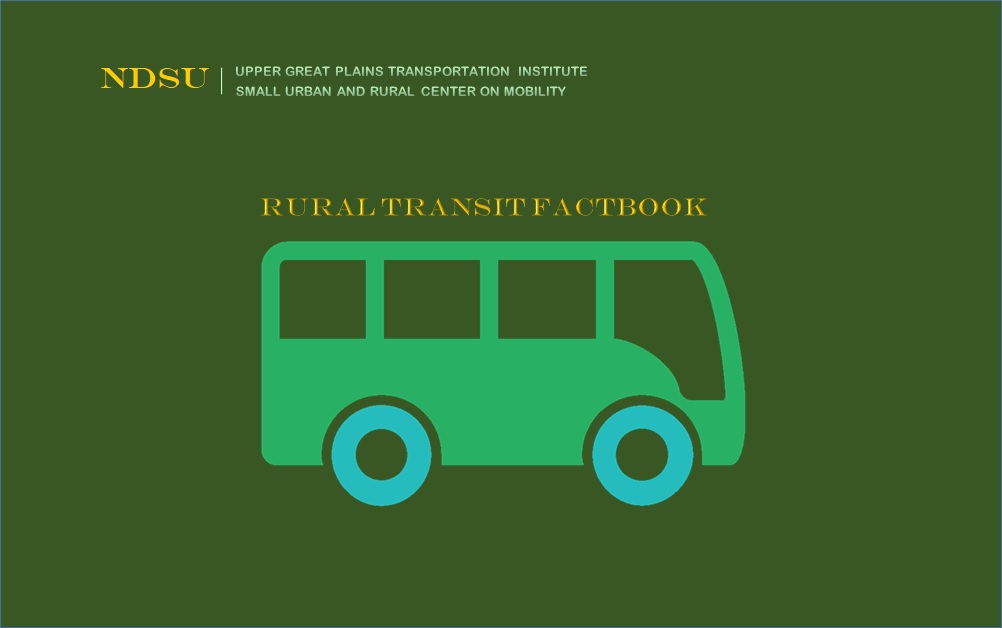 NDSU
UPPER GREAT PLAINS TRANSPORTATION INSTITUTE
SMALL URBAN AND RURAL CENTER ON MOBILITY
RURAL TRANSIT FACTBOOK